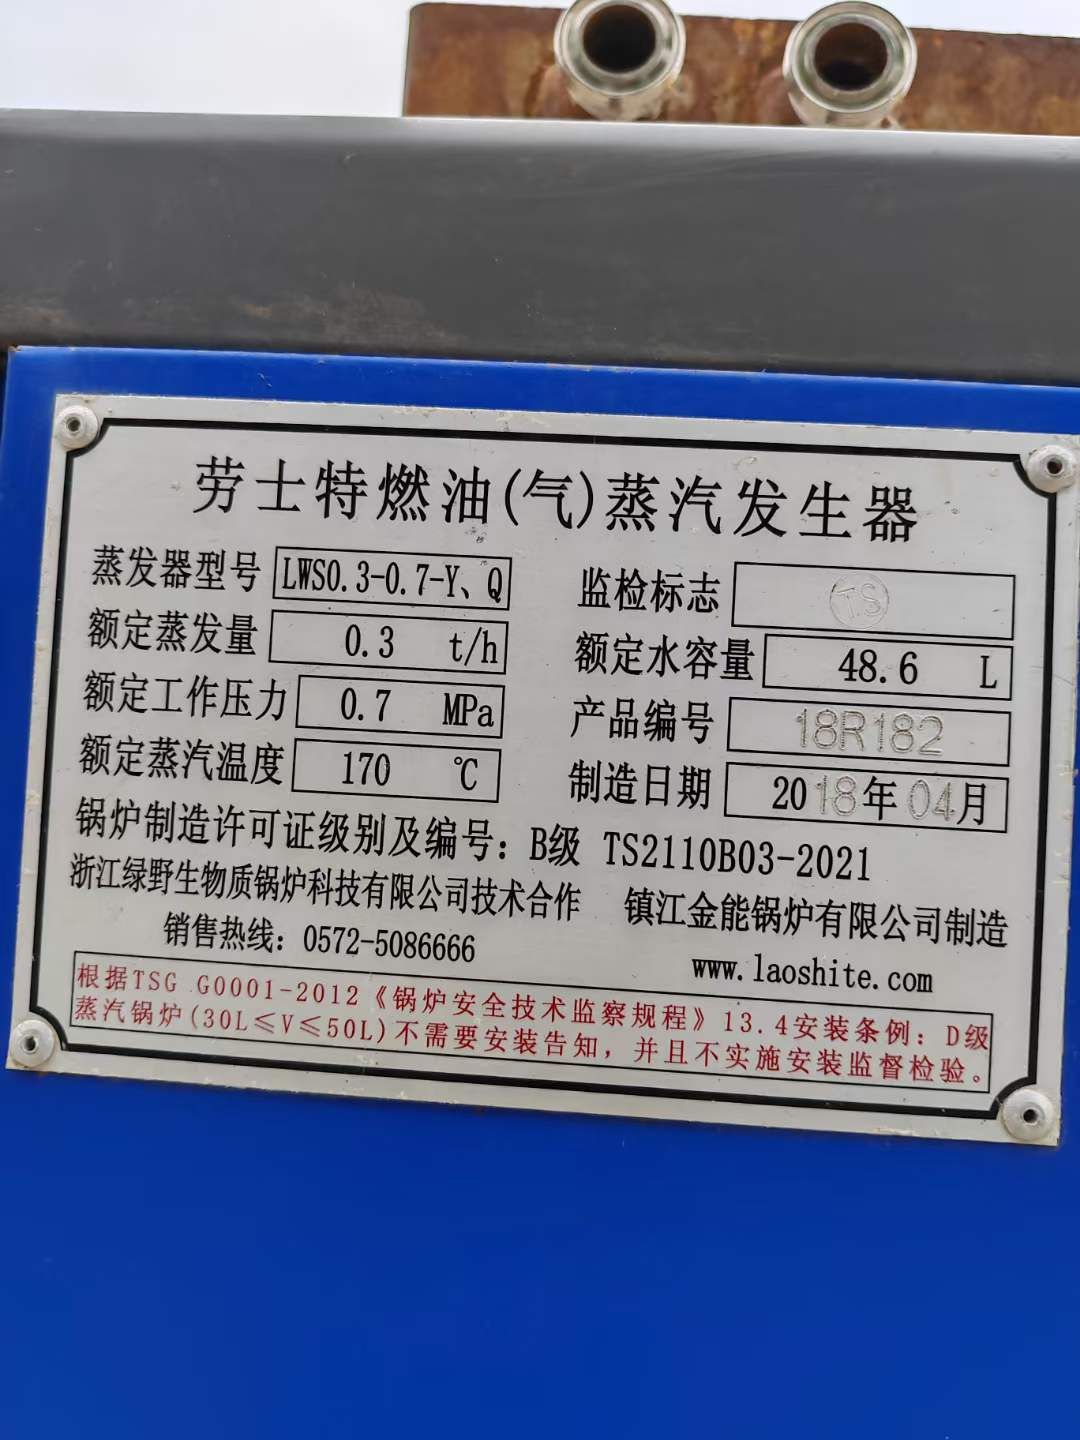 劳士特燃油(气)蒸汽发生器
蒸发器型号 LWS0.3-0.7-Y、Q 监检标志 TS
额定蒸发量 0.3 t/h 额定水容量 48.6 L
额定工作压力 0.7 MPa 产品编号 18R182
额定蒸汽温度 170 ℃ 制造日期 2018年04月
锅炉制造许可证级别及编号：B级 TS2110B03-2021
浙江绿野生物质锅炉科技有限公司技术合作 镇江金能锅炉有限公司制造
销售热线：0572-5086666 www.laoshite.com
根据TSG G0001-2012《锅炉安全技术监察规程》13.4安装条例：D级
蒸汽锅炉(30L≤V≤50L)不需要安装告知，并且不实施安装监督检验。